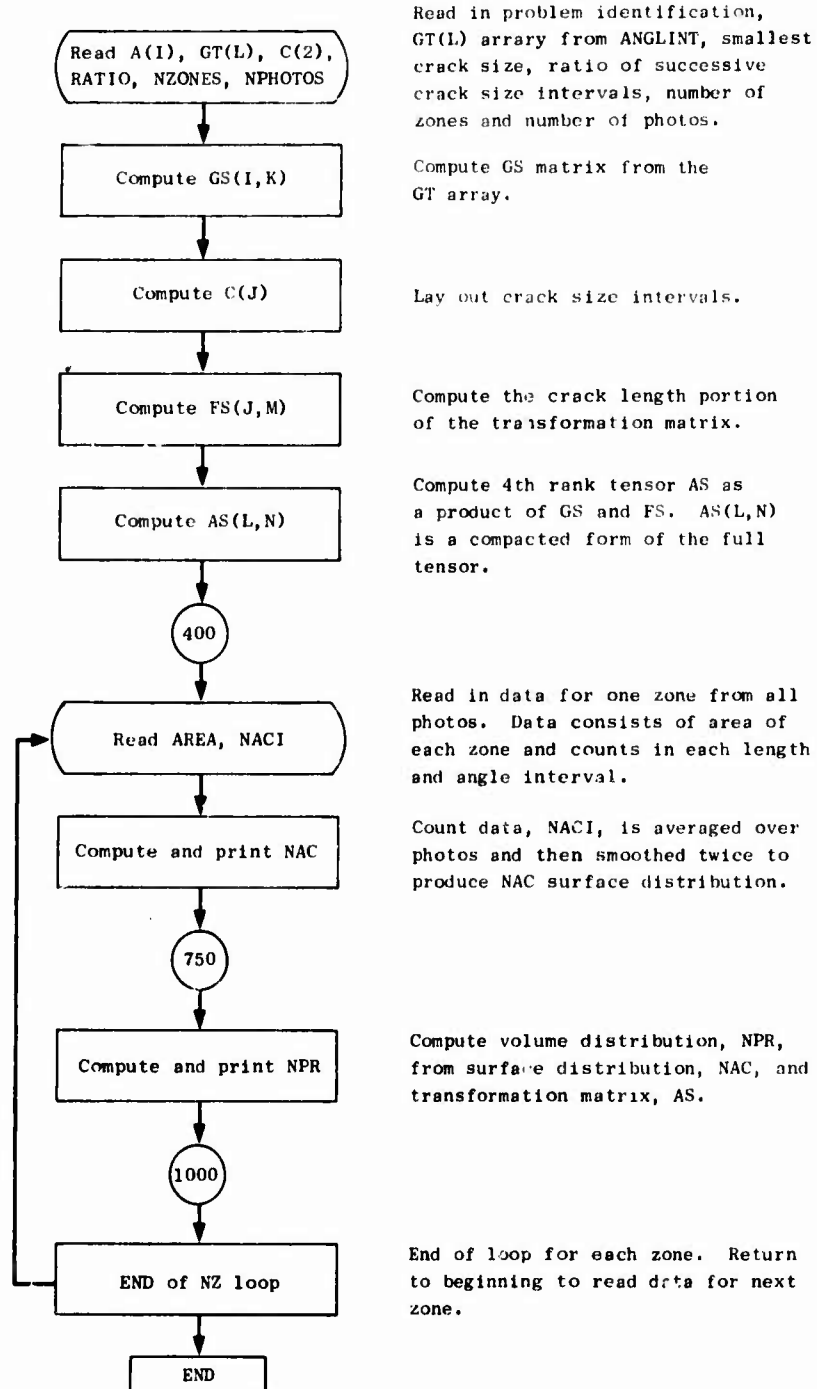 Read A(I), GT(L), C(2),
RATIO, NZONES, NPHOTOS
Read in problem identification,
GT(L) arrary from ANGLINT, smallest
crack size, ratio of successive
crack size intervals, number of
zones and number of photos.
Compute GS(I,K)
Compute GS matrix from the
GT array.
Compute C(J)
Lay out crack size intervals.
Compute FS(J,M)
Compute the crack length portion
of the transformation matrix.
Compute AS(L,N)
Compute 4th rank tensor AS as
a product of GS and FS. AS(L,N)
is a compacted form of the full
tensor.
400
Read AREA, NACI
Read in data for one zone from all
photos. Data consists of area of
each zone and counts in each length
and angle interval.
Compute and print NAC
Count data, NACI, is averaged over
photos and then smoothed twice to
produce NAC surface distribution.
750
Compute and print NPR
Compute volume distribution, NPR,
from surface distribution, NAC, and
transformation matrix, AS.
1000
END of NZ loop
End of loop for each zone. Return
to beginning to read data for next
zone.
END